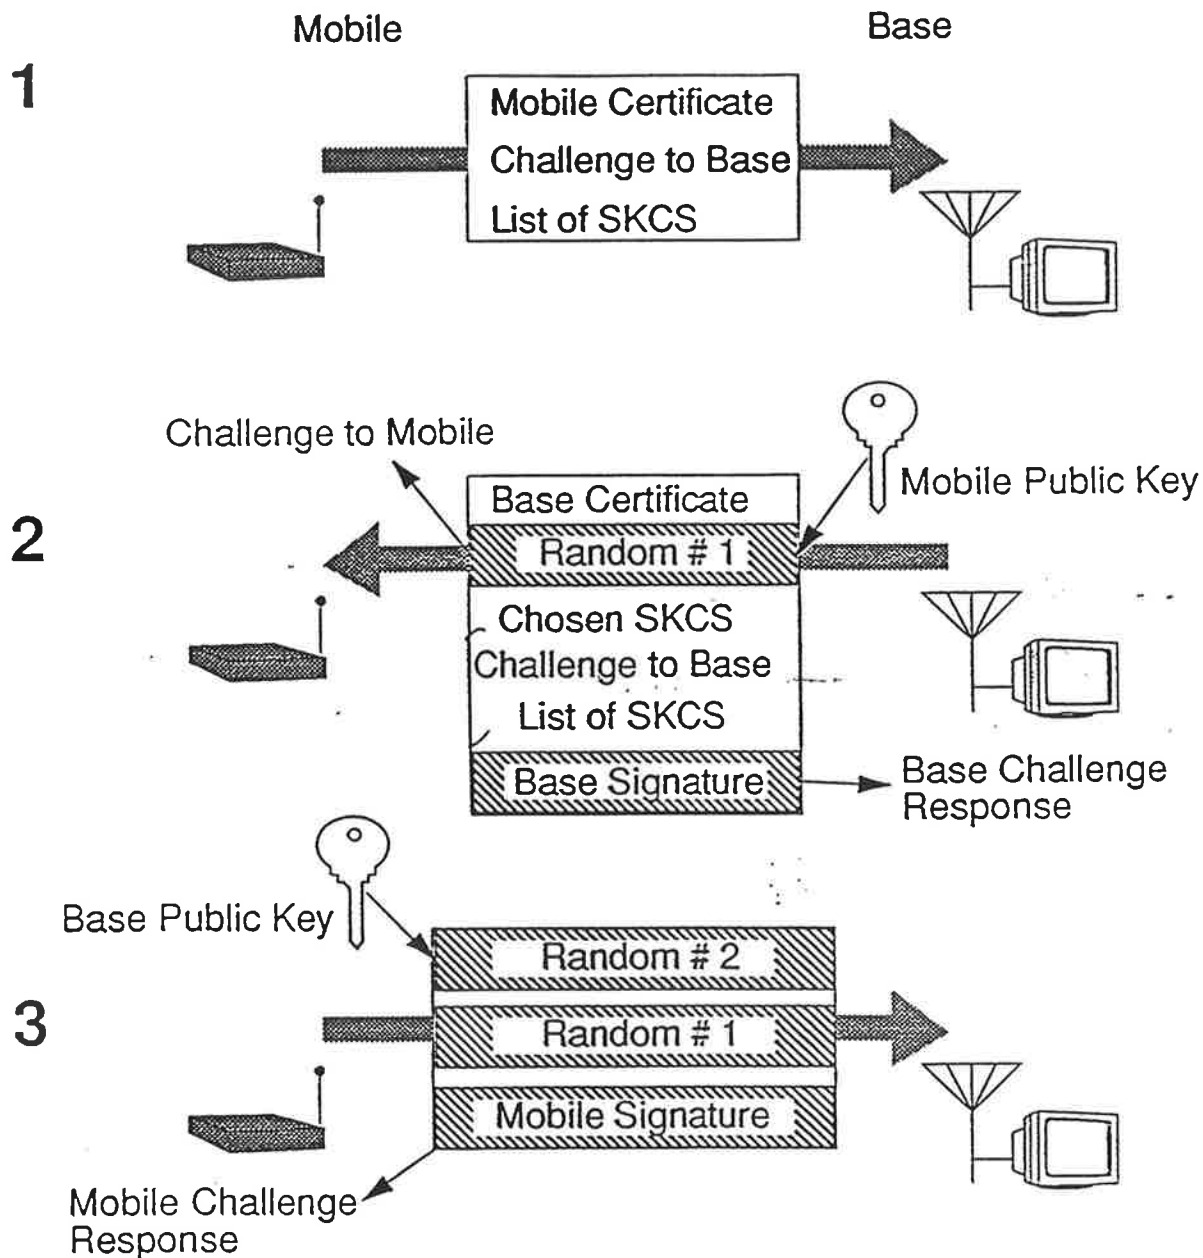 Mobile
Base
1
Mobile Certificate
Challenge to Base
List of SKCS
2
Challenge to Mobile
Mobile Public Key
Base Certificate
Random # 1
Chosen SKCS
Challenge to Base
List of SKCS
Base Signature
Base Challenge
Response
3
Base Public Key
Random # 2
Random # 1
Mobile Signature
Mobile Challenge
Response